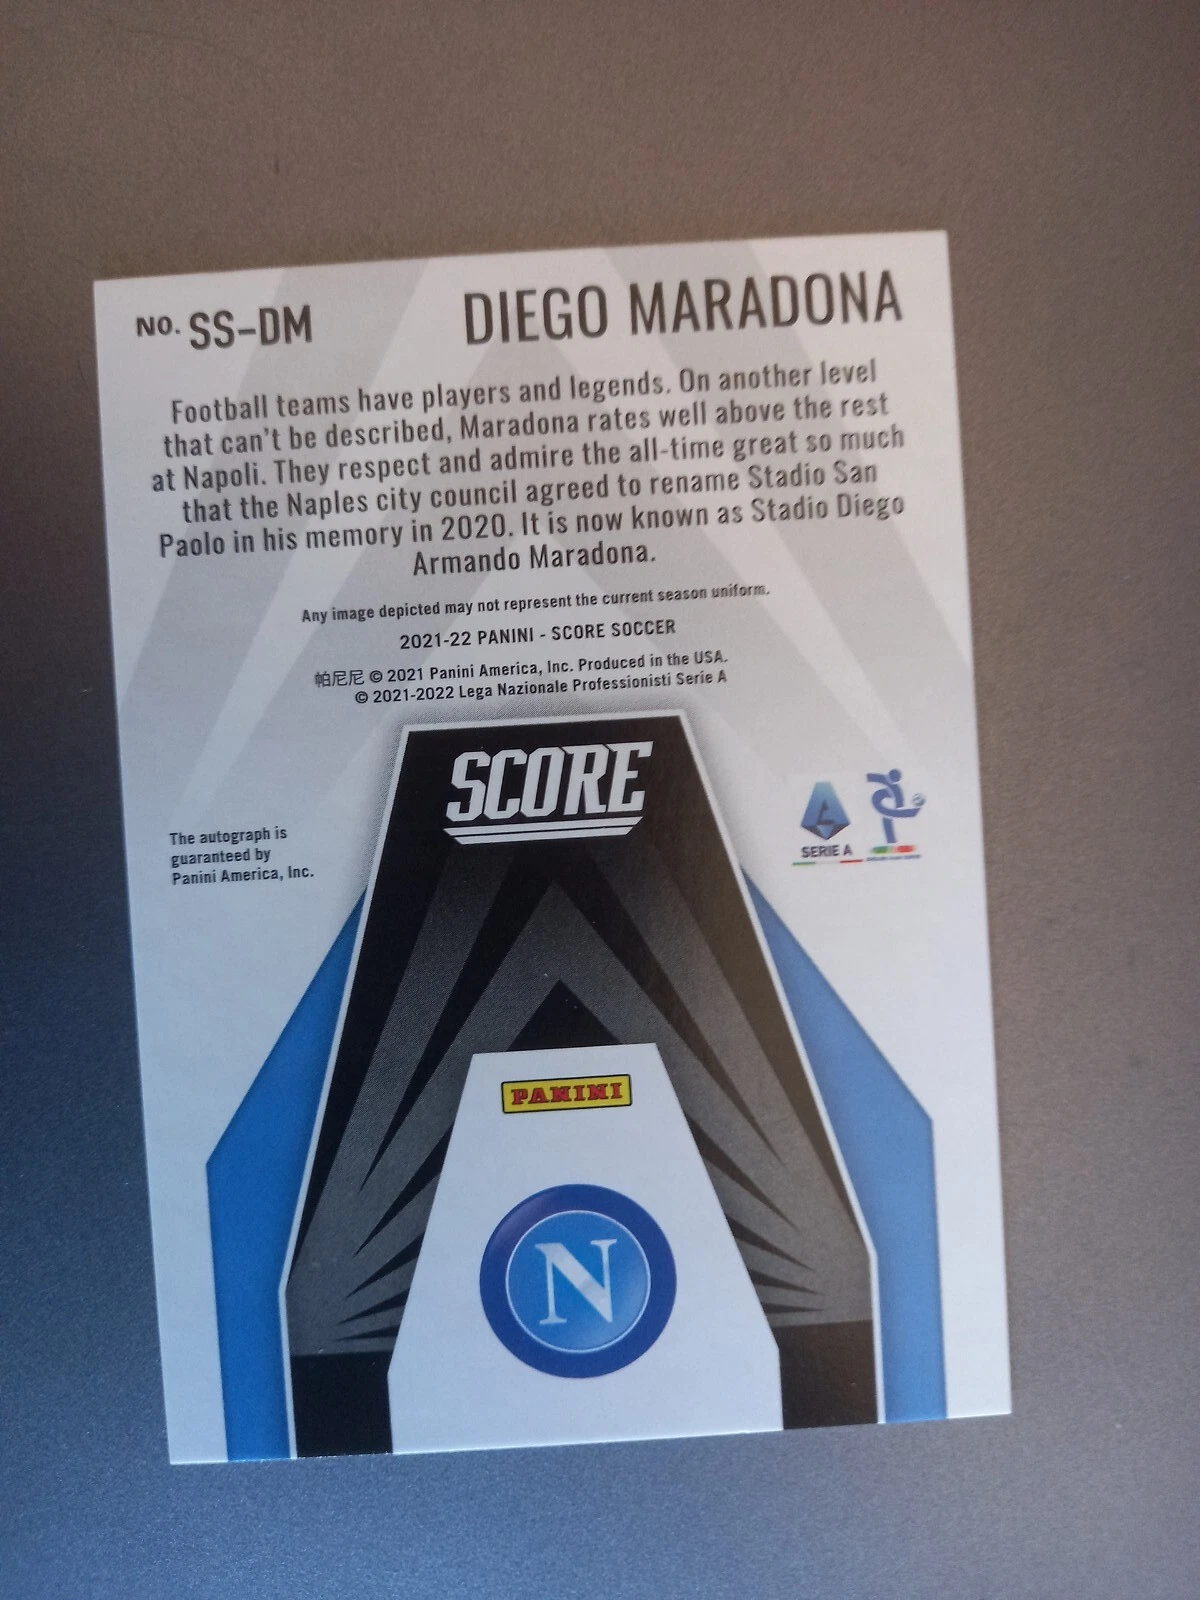 NO. SS-DM
DIEGO MARADONA
Football teams have players and legends. On another level
that can't be described, Maradona rates well above the rest
at Napoli. They respect and admire the all-time great so much
that the Naples city council agreed to rename Stadio San
Paolo in his memory in 2020. It is now known as Stadio Diego
Armando Maradona.
Any image depicted may not represent the current season uniform.
2021-22 PANINI - SCORE SOCCER
帕尼尼 © 2021 Panini America, Inc. Produced in the USA.
© 2021-2022 Lega Nazionale Professionisti Serie A
SCORE
The autograph is
guaranteed by
Panini America, Inc.
SERIE A
PANINI
N